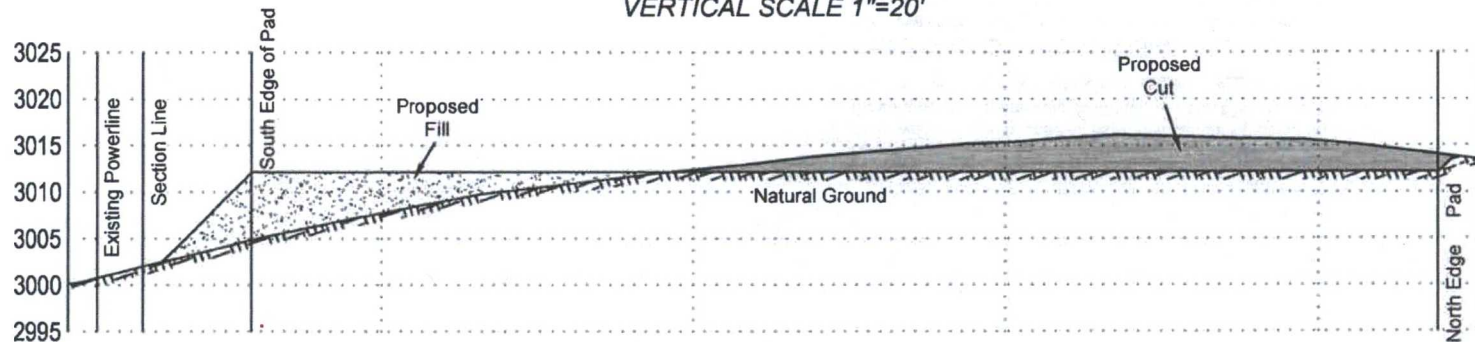 VERTICAL SCALE 1"=20'
3025
3020
3015
3010
3005
3000
2995
Existing Powerline
Section Line
South Edge of Pad
Proposed
Fill
Natural Ground
Proposed
Cut
North Edge Pad